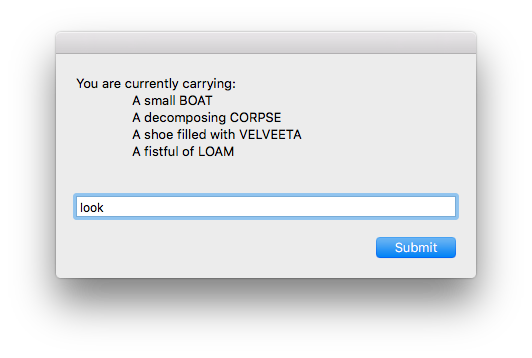 You are currently carrying:
A small BOAT
A decomposing CORPSE
A shoe filled with VELVEETA
A fistful of LOAM
look
Submit